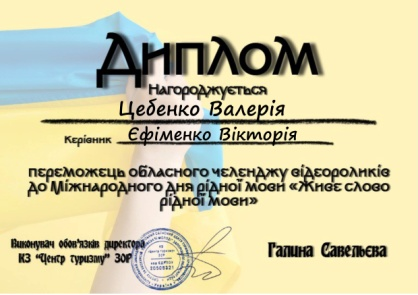 Диплом
Нагороджується
Цебенко Валерія
Керівник Єфіменко Вікторія
переможець обласного челенджу відеороликів
до Міжнародного дня рідної мови «Живе слово
рідної мови»
Виконувач обов'язків директора
КЗ "Центр туризму" ЗОР
Галина Савельєва